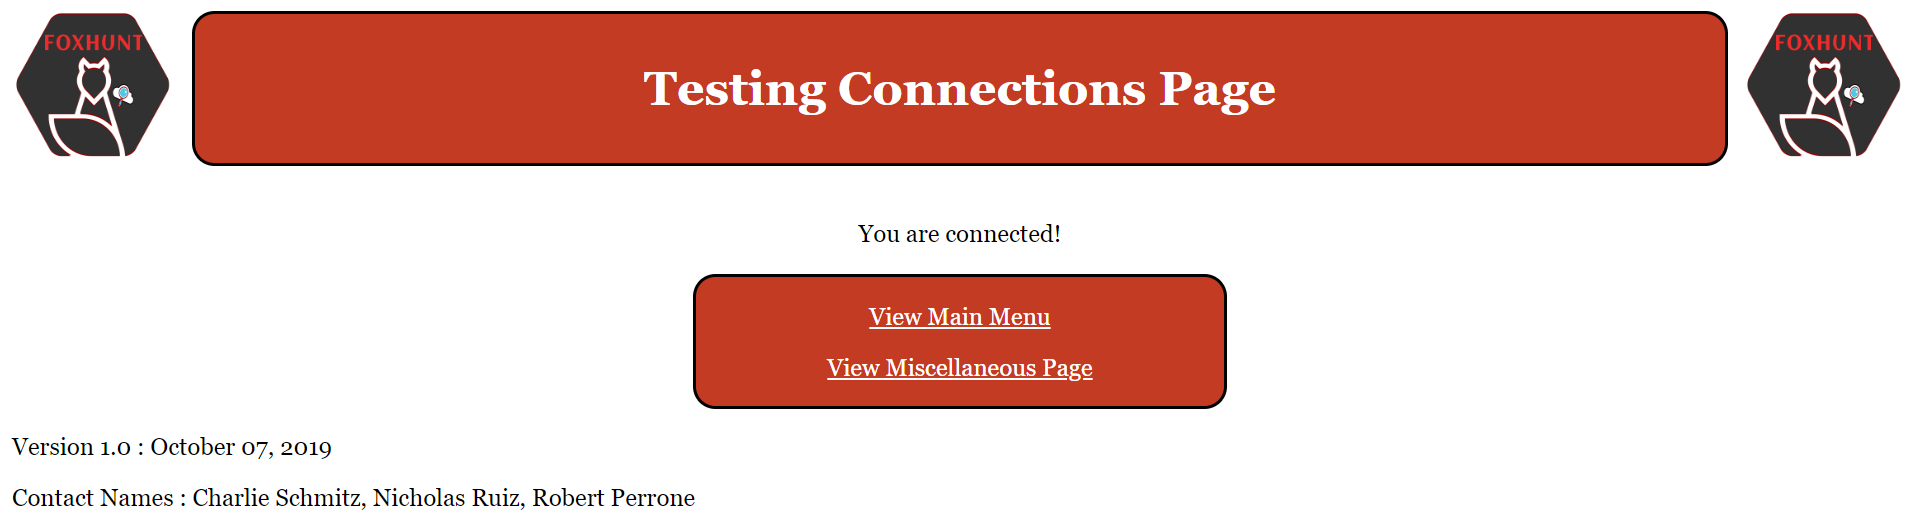 FOXHUNT
Testing Connections Page
FOXHUNT
You are connected!
View Main Menu
View Miscellaneous Page
Version 1.0 : October 07, 2019
Contact Names : Charlie Schmitz, Nicholas Ruiz, Robert Perrone